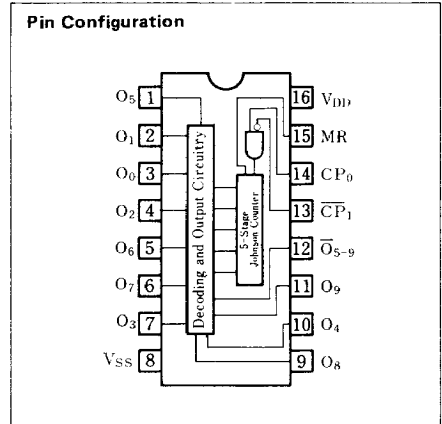 Pin Configuration
O₅ 1
O₁ 2
O₀ 3
O₂ 4
O₆ 5
O₇ 6
O₃ 7
VSS 8
16 VDD
15 MR
14 CP₀
13 C̅P̅₁
12 O̅₅₋₉
11 O₉
10 O₄
9 O₈
Decoding and Output Circuitry
5-Stage
Johnson Counter